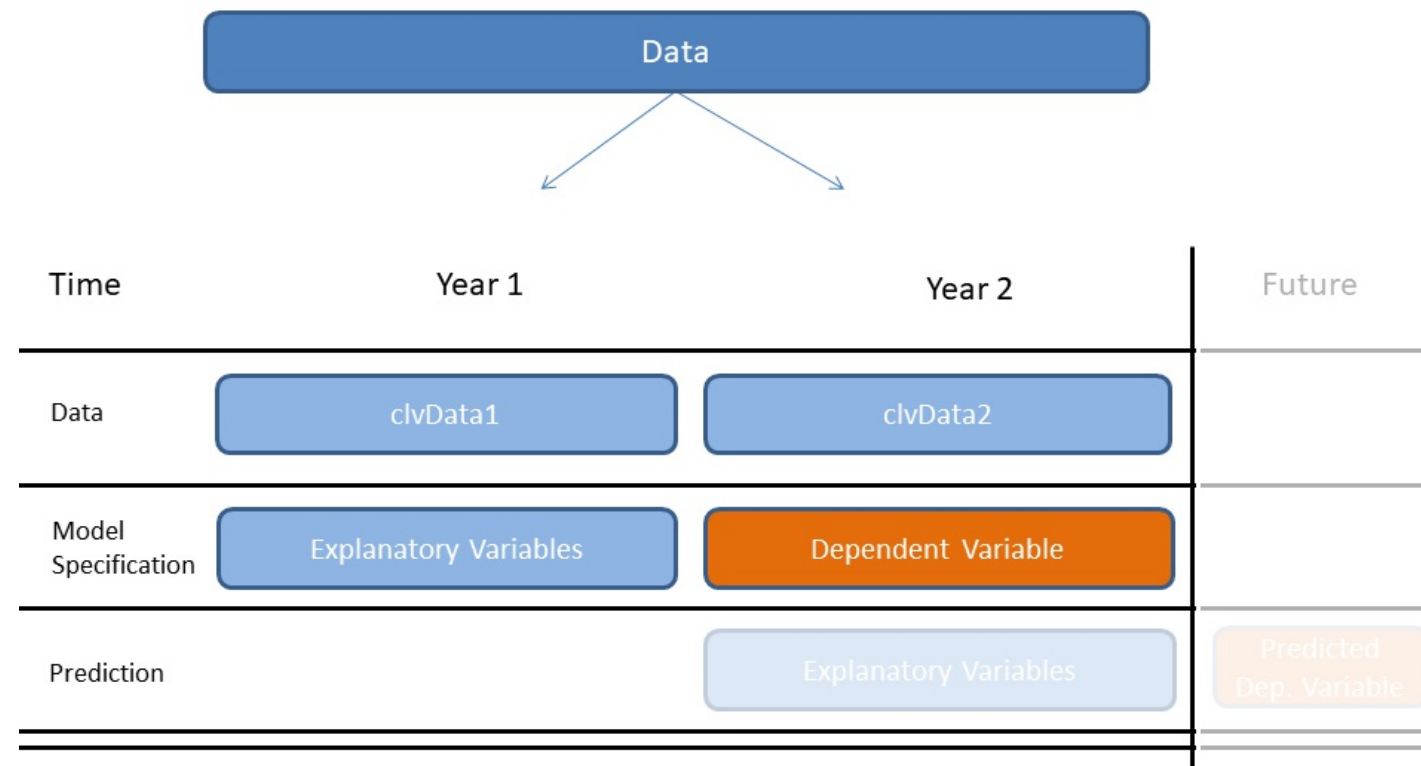 Data
Time
Year 1
Year 2
Future
Data
clvData1
clvData2
Model
Specification
Explanatory Variables
Dependent Variable
Prediction
Explanatory Variables
Predicted
Dep. Variable